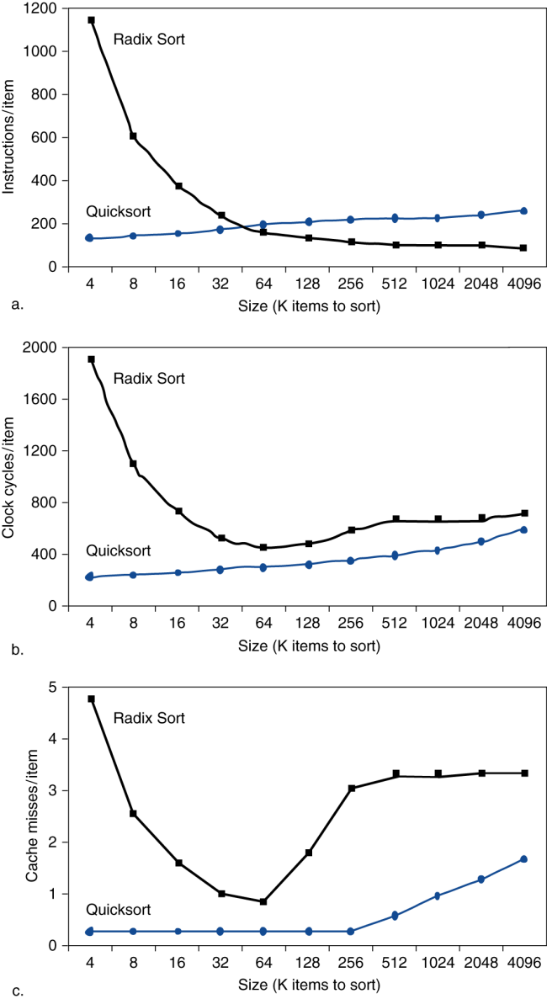 1200
Radix Sort
1000
800
600
400
Quicksort
200
0
Instructions/item
4 8 16 32 64 128 256 512 1024 2048 4096
Size (K items to sort)
a.
2000
Radix Sort
1600
1200
800
Quicksort
400
0
Clock cycles/item
4 8 16 32 64 128 256 512 1024 2048 4096
Size (K items to sort)
b.
5
Radix Sort
4
3
2
1
Quicksort
0
Cache misses/item
4 8 16 32 64 128 256 512 1024 2048 4096
Size (K items to sort)
c.